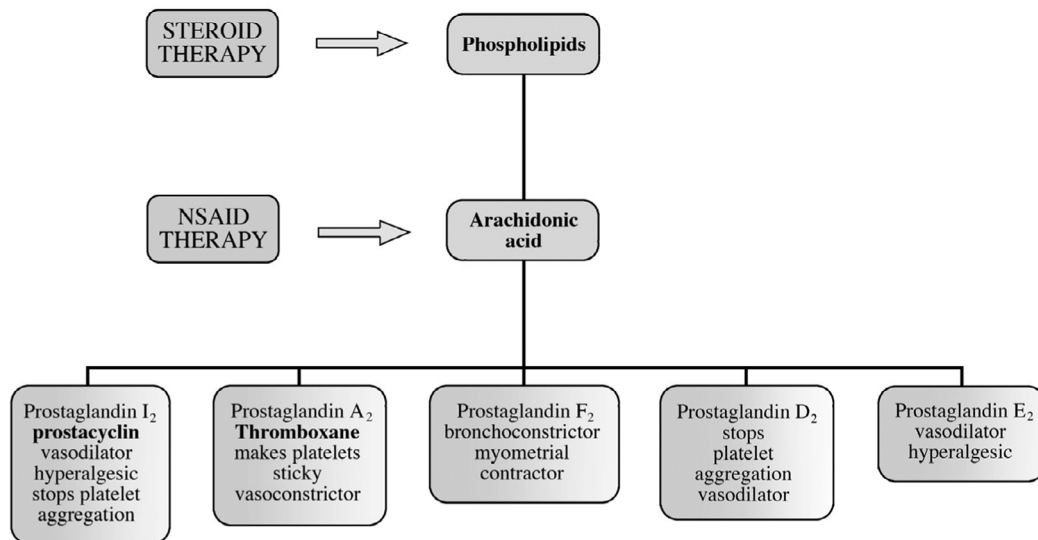 STEROID
THERAPY
Phospholipids
NSAID
THERAPY
Arachidonic
acid
Prostaglandin I₂
prostacyclin
vasodilator
hyperalgesic
stops platelet
aggregation
Prostaglandin A₂
Thromboxane
makes platelets
sticky
vasoconstrictor
Prostaglandin F₂
bronchoconstrictor
myometrial
contractor
Prostaglandin D₂
stops
platelet
aggregation
vasodilator
Prostaglandin E₂
vasodilator
hyperalgesic